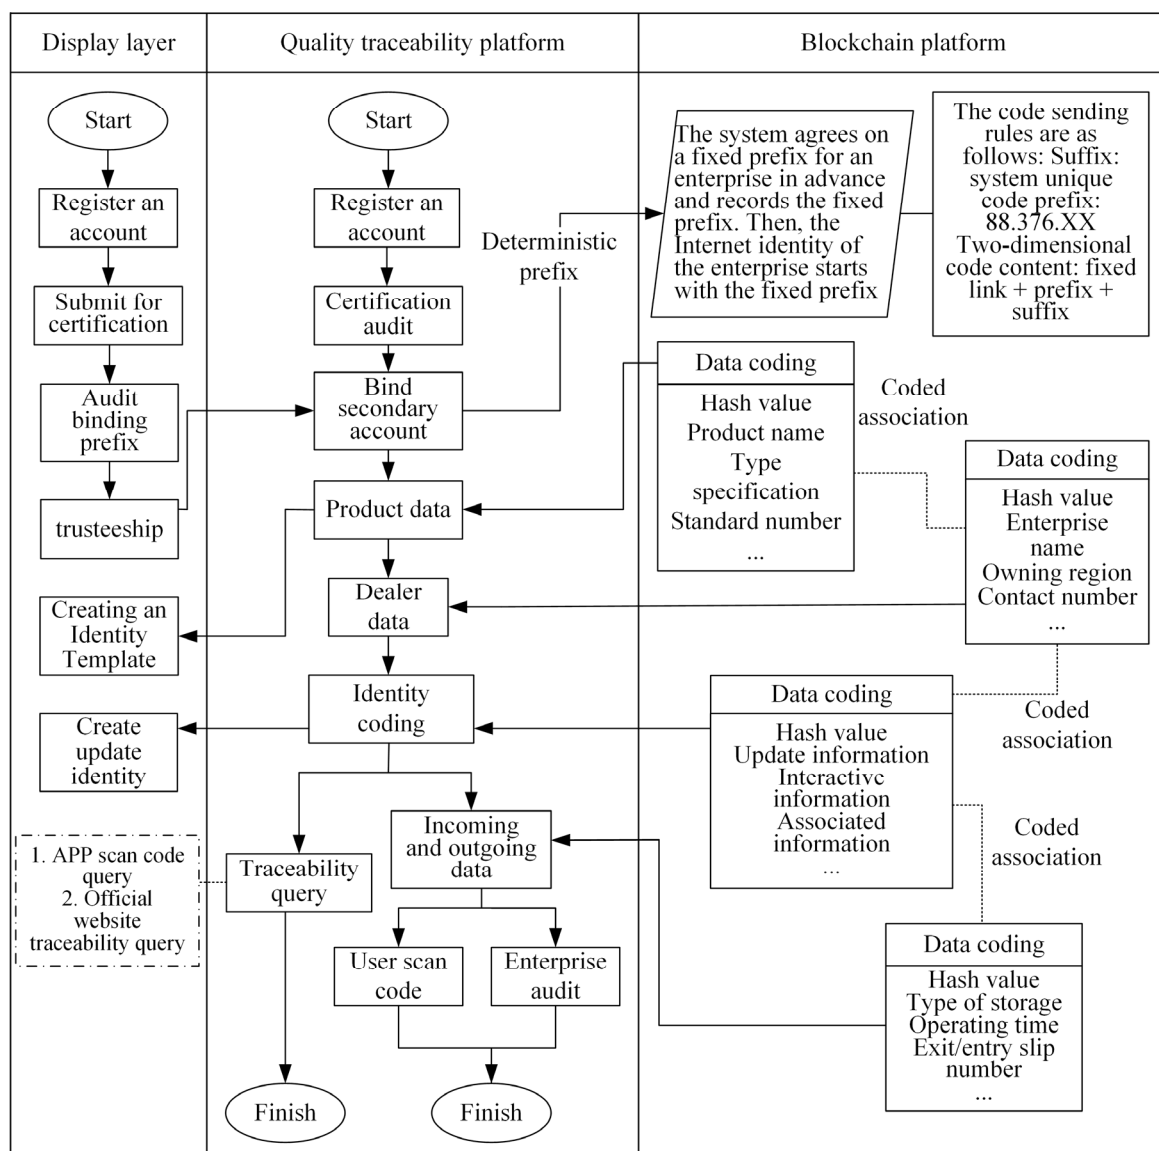 Display layer
Quality traceability platform
Blockchain platform
Start
Register an
account
Submit for
certification
Audit
binding
prefix
trusteeship
Creating an
Identity
Template
Create
update
identity
1. APP scan code
query
2. Official
website
traceability query
Start
Register an
account
Certification
audit
Bind
secondary
account
Product data
Dealer
data
Identity
coding
Traceability
query
Incoming
and outgoing
data
User scan
code
Enterprise
audit
Finish
Finish
Deterministic
prefix
The system agrees on
a fixed prefix for an
enterprise in advance
and records the fixed
prefix. Then, the
Internet identity of
the enterprise starts
with the fixed prefix
The code sending
rules are as
follows: Suffix:
system unique
code prefix:
88.376.XX
Two-dimensional
code content: fixed
link + prefix +
suffix
Data coding
Hash value
Product name
Type
specification
Standard number
...
Coded
association
Data coding
Hash value
Enterprise
name
Owning region
Contact number
...
Coded
association
Data coding
Hash value
Update information
Interactive
information
Associated
information
...
Coded
association
Data coding
Hash value
Type of storage
Operating time
Exit/entry slip
number
...